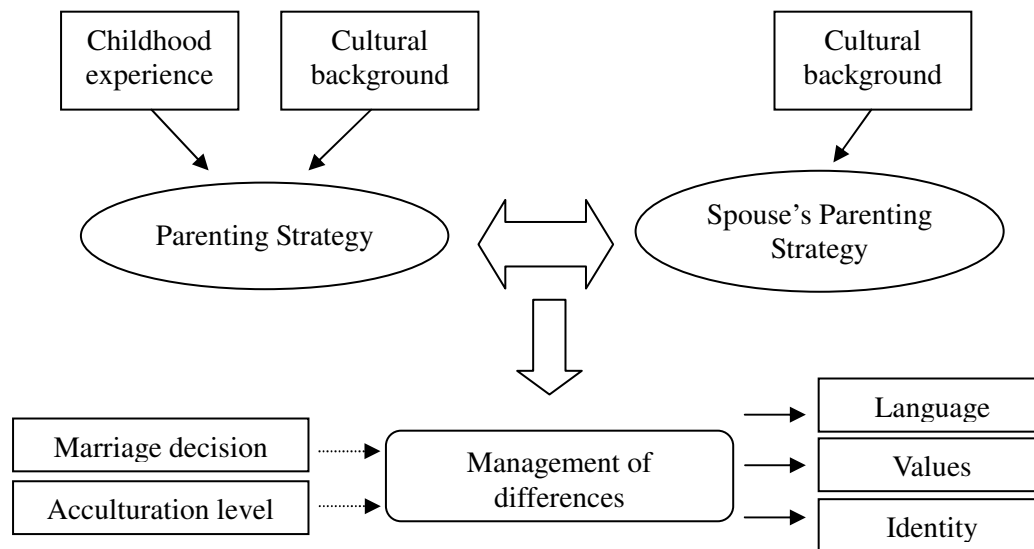 Childhood
experience
Cultural
background
Cultural
background
Parenting Strategy
Spouse’s Parenting
Strategy
Marriage decision
Acculturation level
Management of
differences
Language
Values
Identity